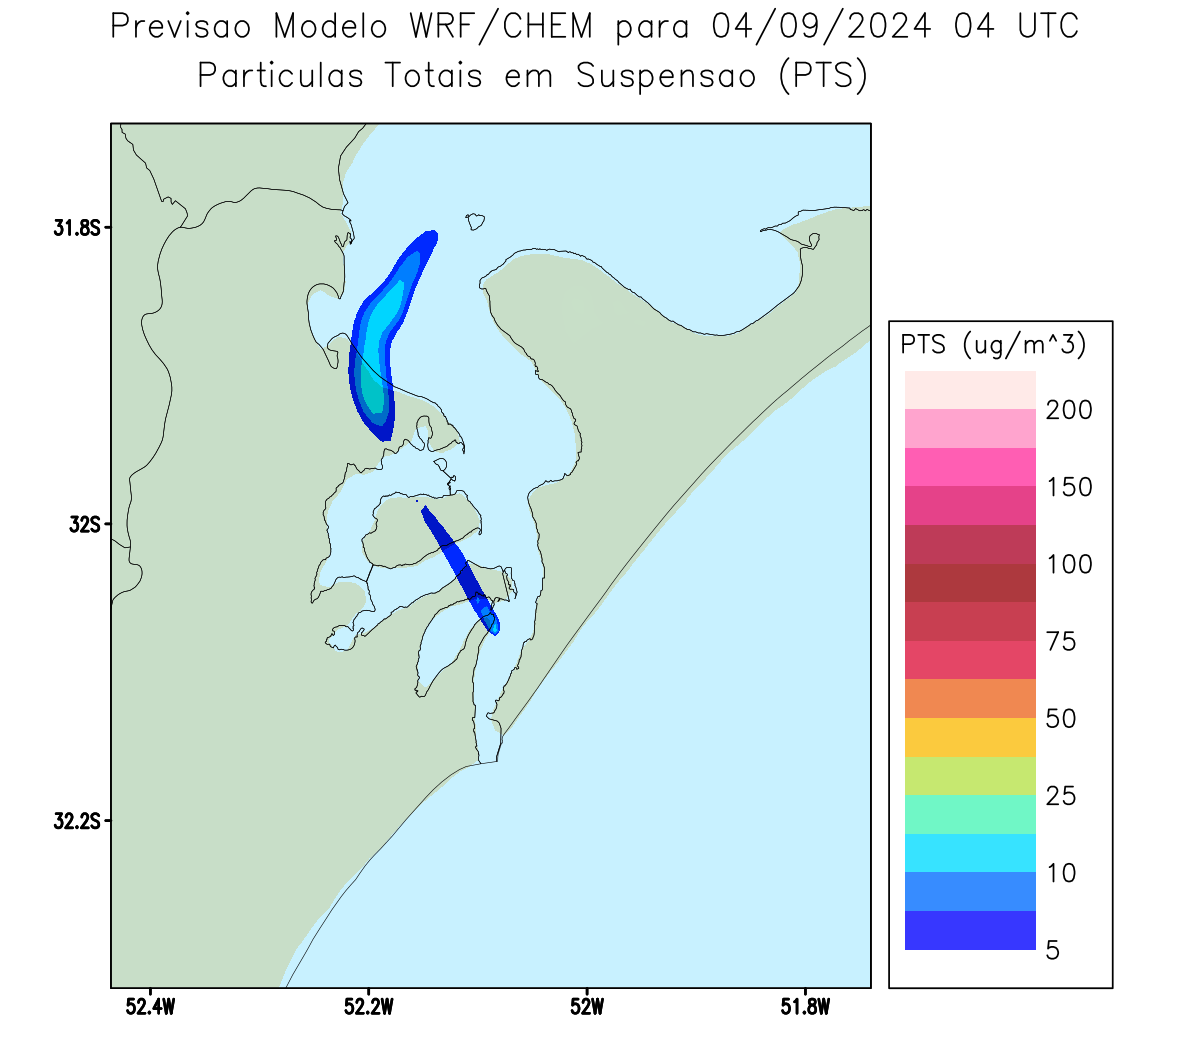 Previsao Modelo WRF/CHEM para 04/09/2024 04 UTC
Particulas Totais em Suspensao (PTS)
31.8S
32S
32.2S
52.4W
52.2W
52W
51.8W
PTS (ug/m^3)
200
150
100
75
50
25
10
5